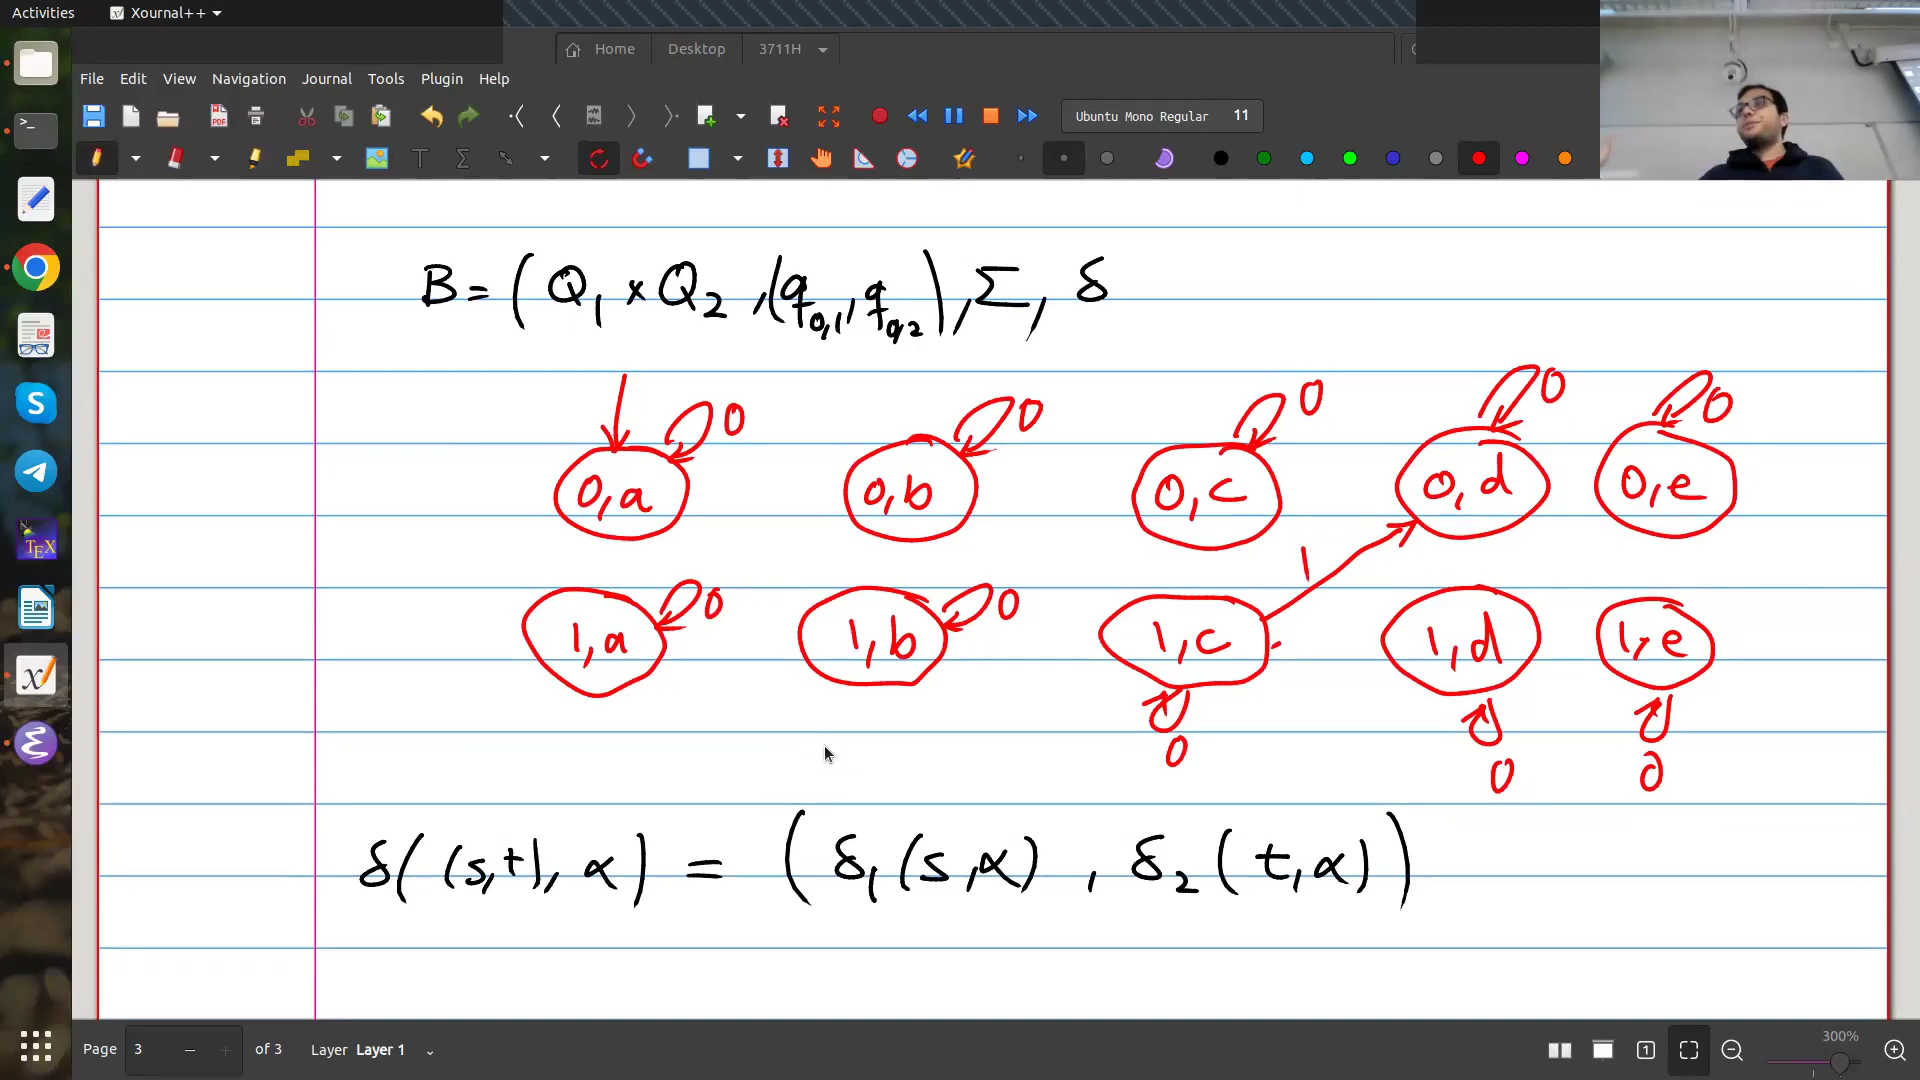 Activities Xournal++
Home Desktop 3711H
File Edit View Navigation Journal Tools Plugin Help
Ubuntu Mono Regular 11
B = ( Q₁ × Q₂ , (q₀,₁, q₀,₂ ), Σ, δ
0 0 0 0 0
0,a 0,b 0,c 0,d 0,e
1
0 0
1,a 1,b 1,c 1,d 1,e
0 0 0
δ( (s,t), α ) = ( δ₁ (s,α) , δ₂ ( t,α) )
Page 3 of 3 Layer Layer 1
300%